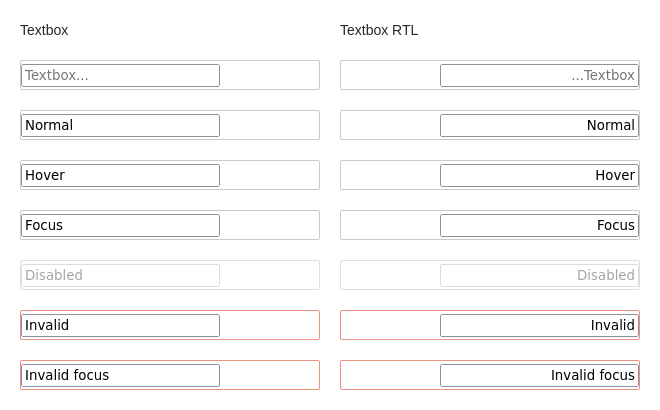 Textbox
Textbox RTL
Textbox...
...Textbox
Normal
Normal
Hover
Hover
Focus
Focus
Disabled
Disabled
Invalid
Invalid
Invalid focus
Invalid focus